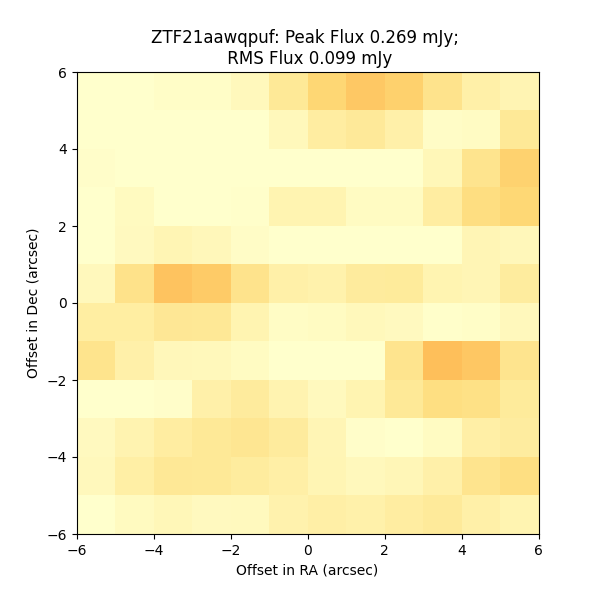 ZTF21aawqpuf: Peak Flux 0.269 mJy;
RMS Flux 0.099 mJy
6
4
2
0
−2
−4
−6
Offset in Dec (arcsec)
−6 −4 −2 0 2 4 6
Offset in RA (arcsec)